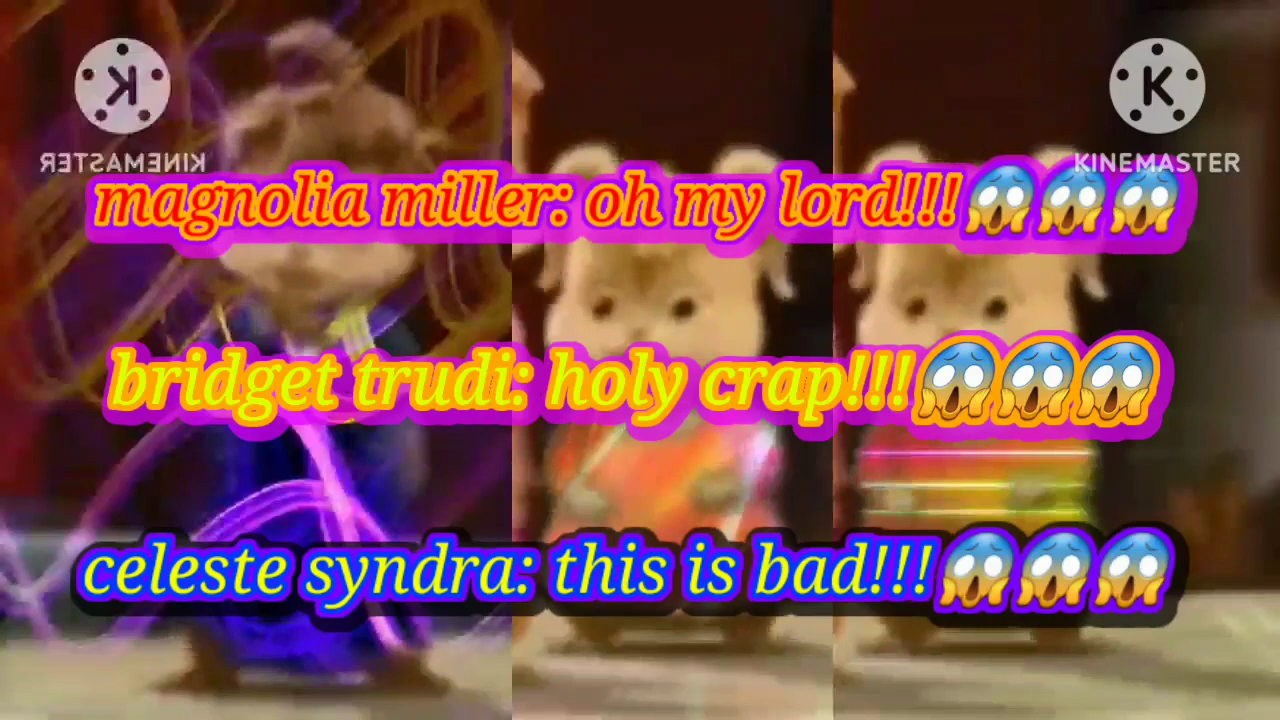 K K
KINEMASTER KINEMASTER
magnolia miller: oh my lord!!!😱😱😱
bridget trudi: holy crap!!!😱😱😱
celeste syndra: this is bad!!!😱😱😱